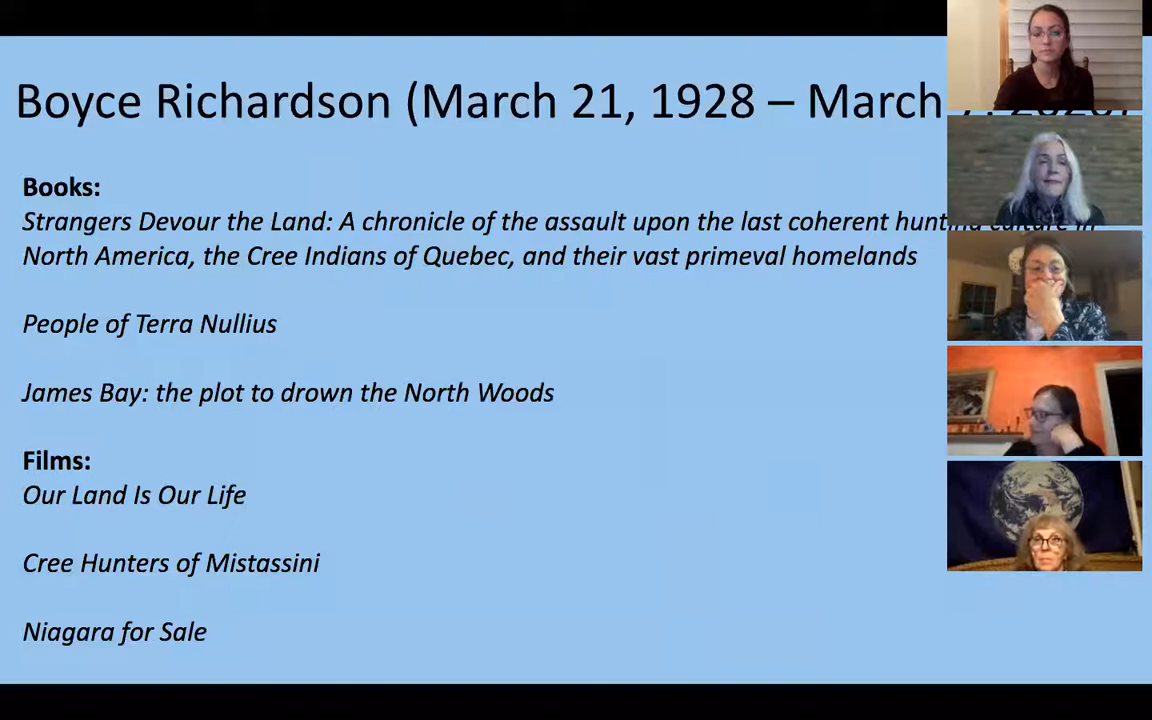 Boyce Richardson (March 21, 1928 – March
Books:
Strangers Devour the Land: A chronicle of the assault upon the last coherent hunting culture in
North America, the Cree Indians of Quebec, and their vast primeval homelands
People of Terra Nullius
James Bay: the plot to drown the North Woods
Films:
Our Land Is Our Life
Cree Hunters of Mistassini
Niagara for Sale